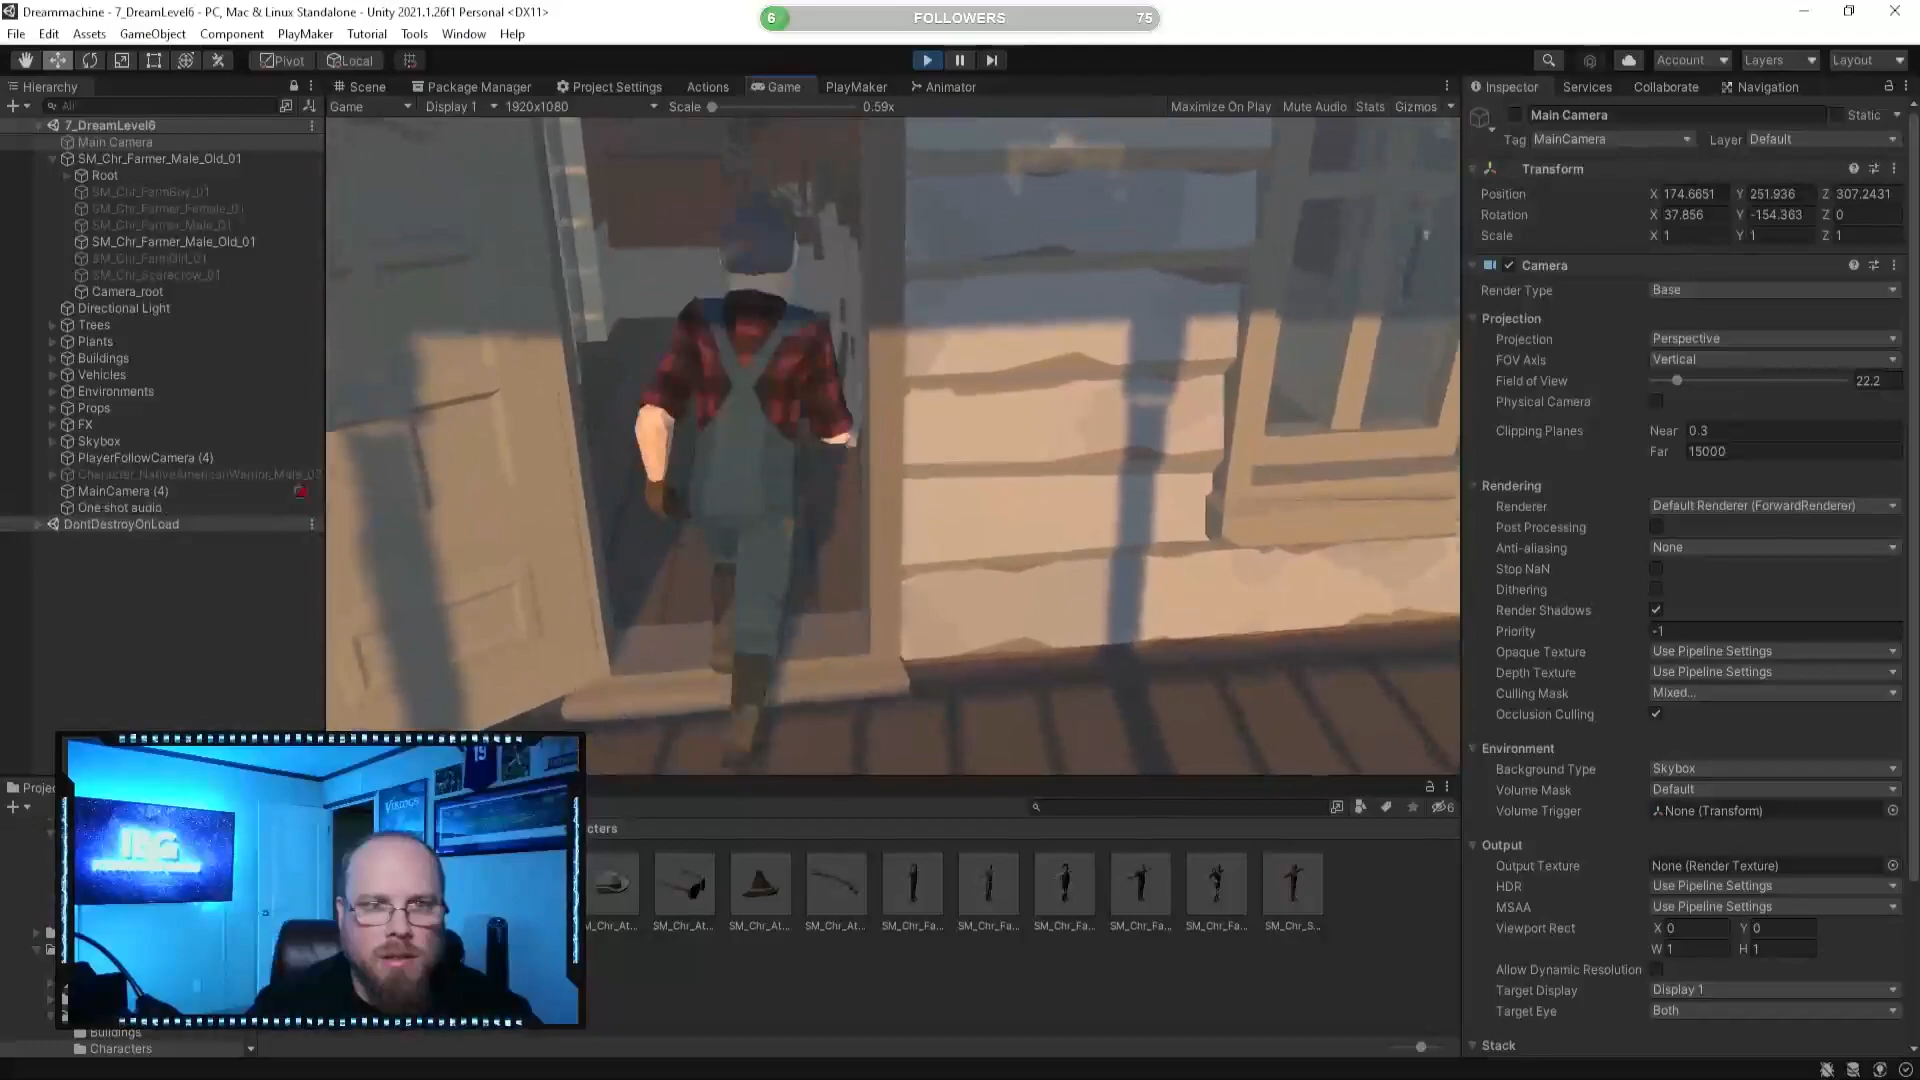 Dreammachine - 7_DreamLevel6 - PC, Mac & Linux Standalone - Unity 2021.1.26f1 Personal <DX11>
6 FOLLOWERS 75
File Edit Assets GameObject Component PlayMaker Tutorial Tools Window Help
Pivot Local
Account Layers Layout
Hierarchy
Scene Package Manager Project Settings Actions Game PlayMaker Animator
Inspector Services Collaborate Navigation
All
Game Display 1 1920x1080 Scale 0.59x Maximize On Play Mute Audio Stats Gizmos
Main Camera Static
Tag MainCamera Layer Default
7_DreamLevel6
Main Camera
SM_Chr_Farmer_Male_Old_01
Root
SM_Chr_FarmBoy_01
SM_Chr_Farmer_Female_01
SM_Chr_Farmer_Male_01
SM_Chr_Farmer_Male_Old_01
SM_Chr_FarmGirl_01
SM_Chr_Scarecrow_01
Camera_root
Directional Light
Trees
Plants
Buildings
Vehicles
Environments
Props
FX
Skybox
PlayerFollowCamera (4)
Character_NativeAmericanWarrior_Male_02
MainCamera (4)
One shot audio
DontDestroyOnLoad
Transform
Position X 174.6651 Y 251.936 Z 307.2431
Rotation X 37.856 Y -154.363 Z 0
Scale X 1 Y 1 Z 1
Camera
Render Type Base
Projection
Projection Perspective
FOV Axis Vertical
Field of View 22.2
Physical Camera
Clipping Planes Near 0.3
Far 15000
Rendering
Renderer Default Renderer (ForwardRenderer)
Post Processing
Anti-aliasing None
Stop NaN
Dithering
Render Shadows
Priority -1
Opaque Texture Use Pipeline Settings
Depth Texture Use Pipeline Settings
Culling Mask Mixed...
Occlusion Culling
Environment
Background Type Skybox
Volume Mask Default
Volume Trigger None (Transform)
Output
Output Texture None (Render Texture)
HDR Use Pipeline Settings
MSAA Use Pipeline Settings
Viewport Rect X 0 Y 0
W 1 H 1
Allow Dynamic Resolution
Target Display Display 1
Target Eye Both
Stack
Projec
6
cters
M_Chr_At... SM_Chr_At... SM_Chr_At... SM_Chr_At... SM_Chr_Fa... SM_Chr_Fa... SM_Chr_Fa... SM_Chr_Fa... SM_Chr_Fa... SM_Chr_S...
19
VIKINGS
IBG
Buildings
Characters